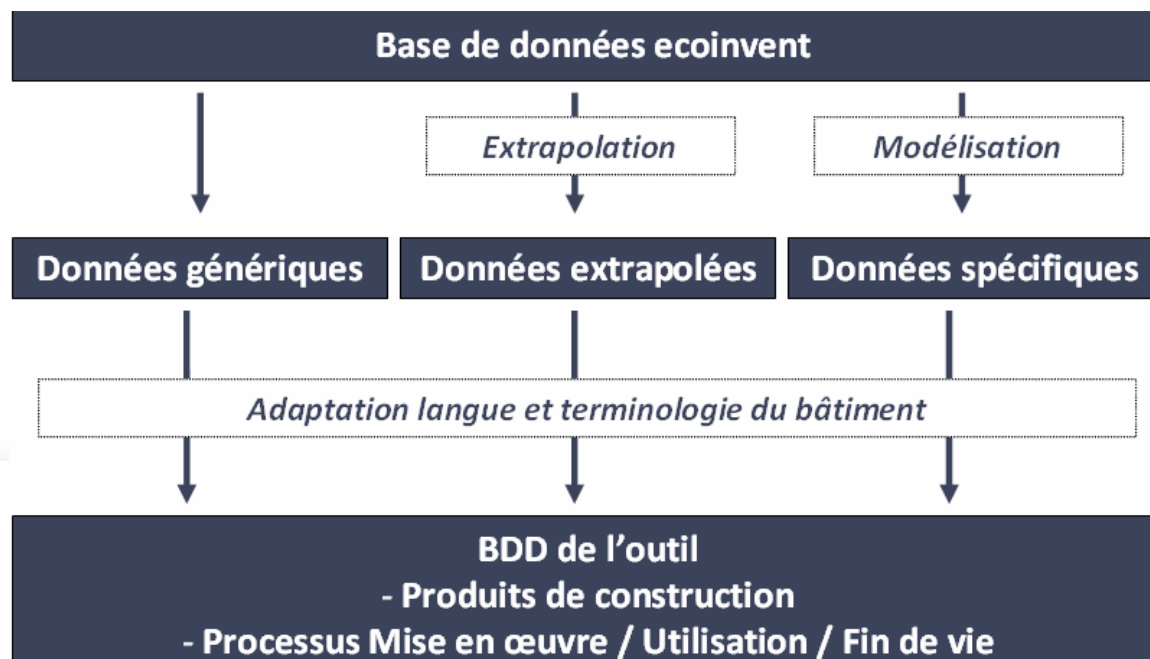 Base de données ecoinvent
Extrapolation
Modélisation
Données génériques
Données extrapolées
Données spécifiques
Adaptation langue et terminologie du bâtiment
BDD de l'outil
- Produits de construction
- Processus Mise en œuvre / Utilisation / Fin de vie